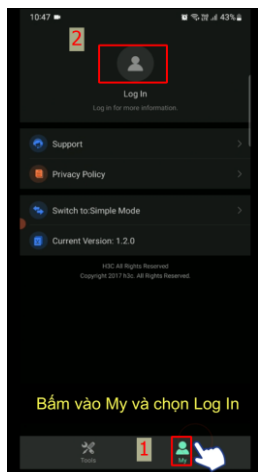 10:47 43%
2
Log In
Log in for more information.
Support
Privacy Policy
Switch to:Simple Mode
Current Version: 1.2.0
H3C All Rights Reserved
Copyright 2017 h3c. All Rights Reserved.
Bấm vào My và chọn Log In
1
Tools
My